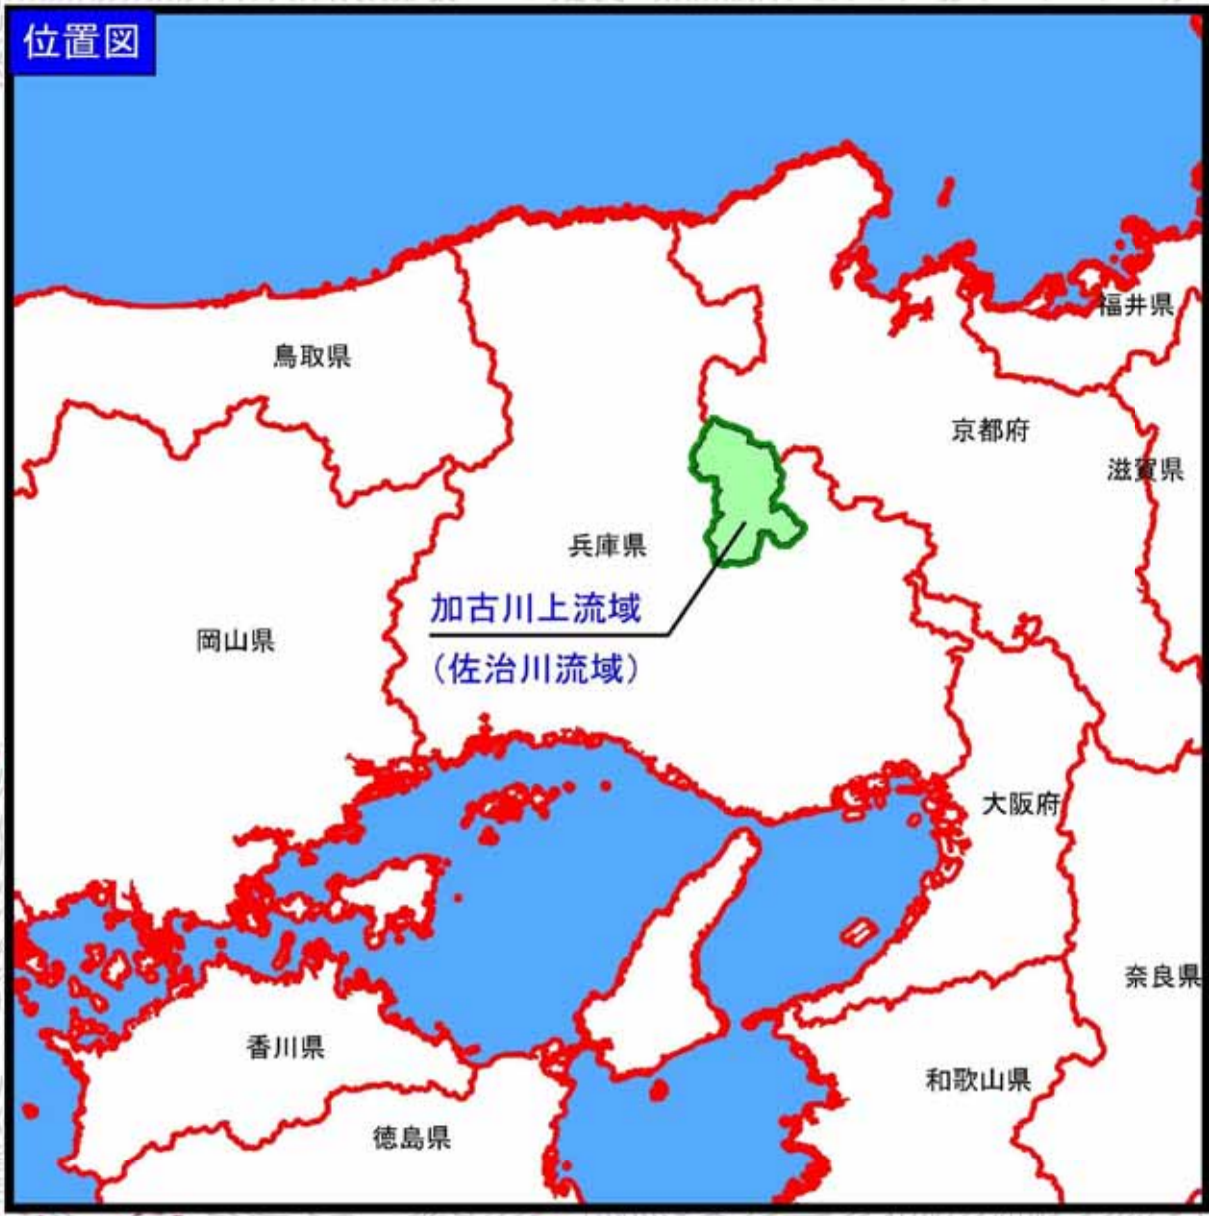 位置図
福井県
鳥取県
京都府
滋賀県
兵庫県
加古川上流域
（佐治川流域）
岡山県
大阪府
奈良県
香川県
和歌山県
徳島県